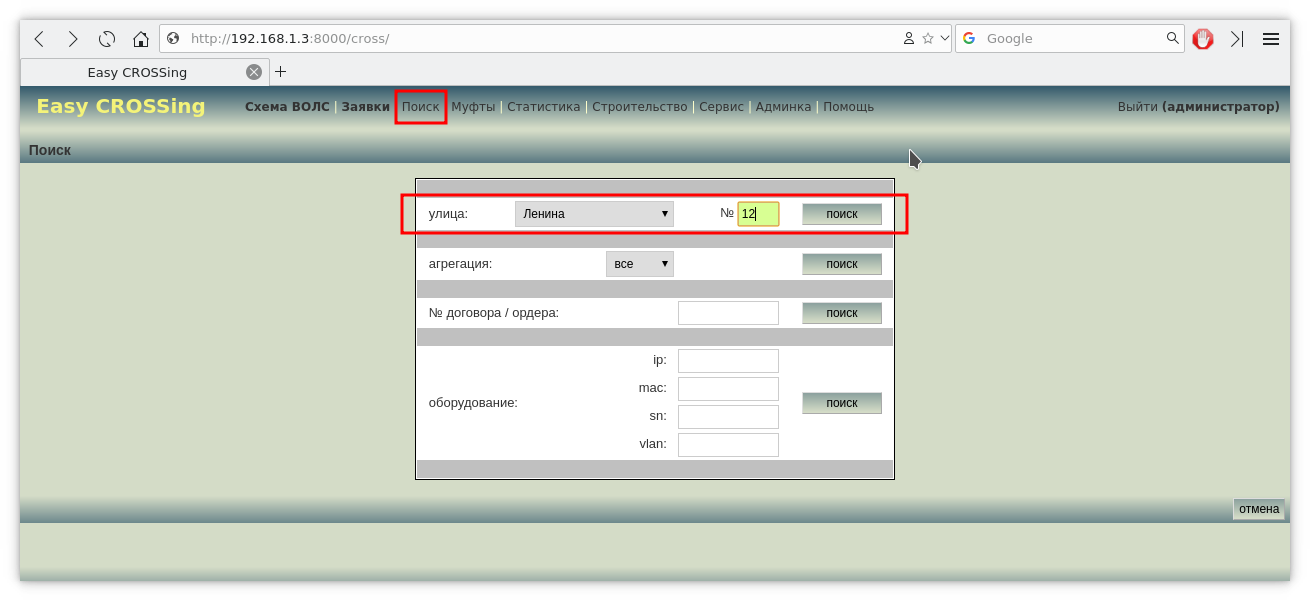 http://192.168.1.3:8000/cross/
Google
Easy CROSSing
Easy CROSSing Схема ВОЛС | Заявки | Поиск | Муфты | Статистика | Строительство | Сервис | Админка | Помощь Выйти (администратор)
Поиск
улица: Ленина № 12 поиск
агрегация: все поиск
№ договора / ордера: поиск
ip:
mac:
оборудование: поиск
sn:
vlan:
отмена